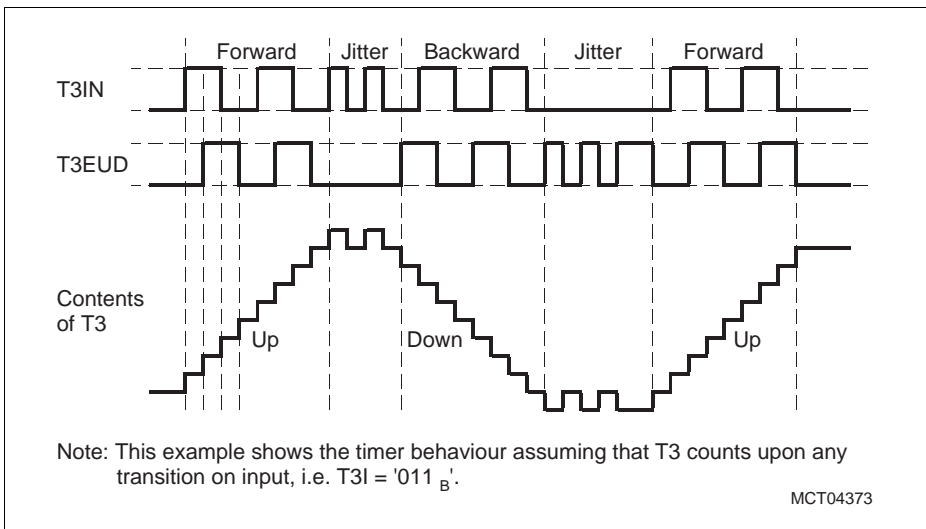 Forward Jitter Backward Jitter Forward
T3IN
T3EUD
Contents
of T3
Up Down Up
Note: This example shows the timer behaviour assuming that T3 counts upon any
transition on input, i.e. T3I = '011 B'.
MCT04373